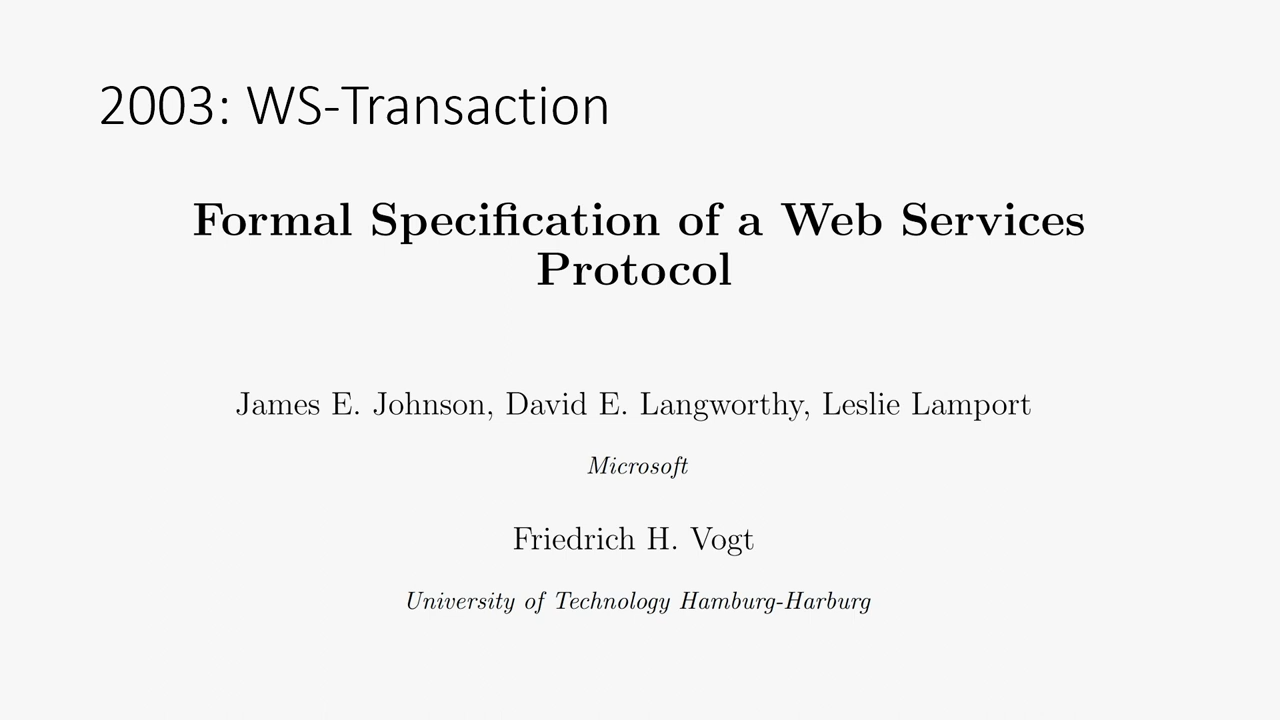 2003: WS-Transaction
Formal Specification of a Web Services
Protocol
James E. Johnson, David E. Langworthy, Leslie Lamport
Microsoft
Friedrich H. Vogt
University of Technology Hamburg-Harburg